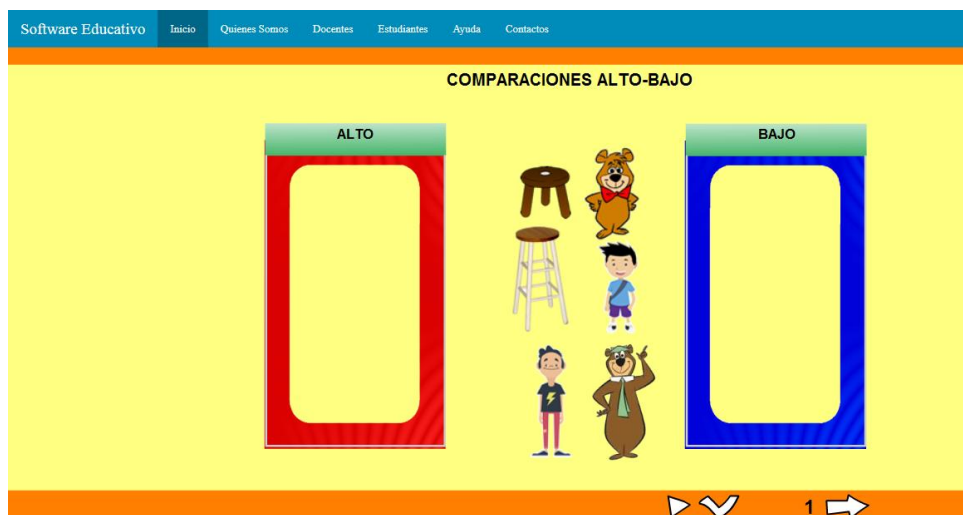 Software Educativo Inicio Quienes Somos Docentes Estudiantes Ayuda Contactos
COMPARACIONES ALTO-BAJO
ALTO
BAJO
1